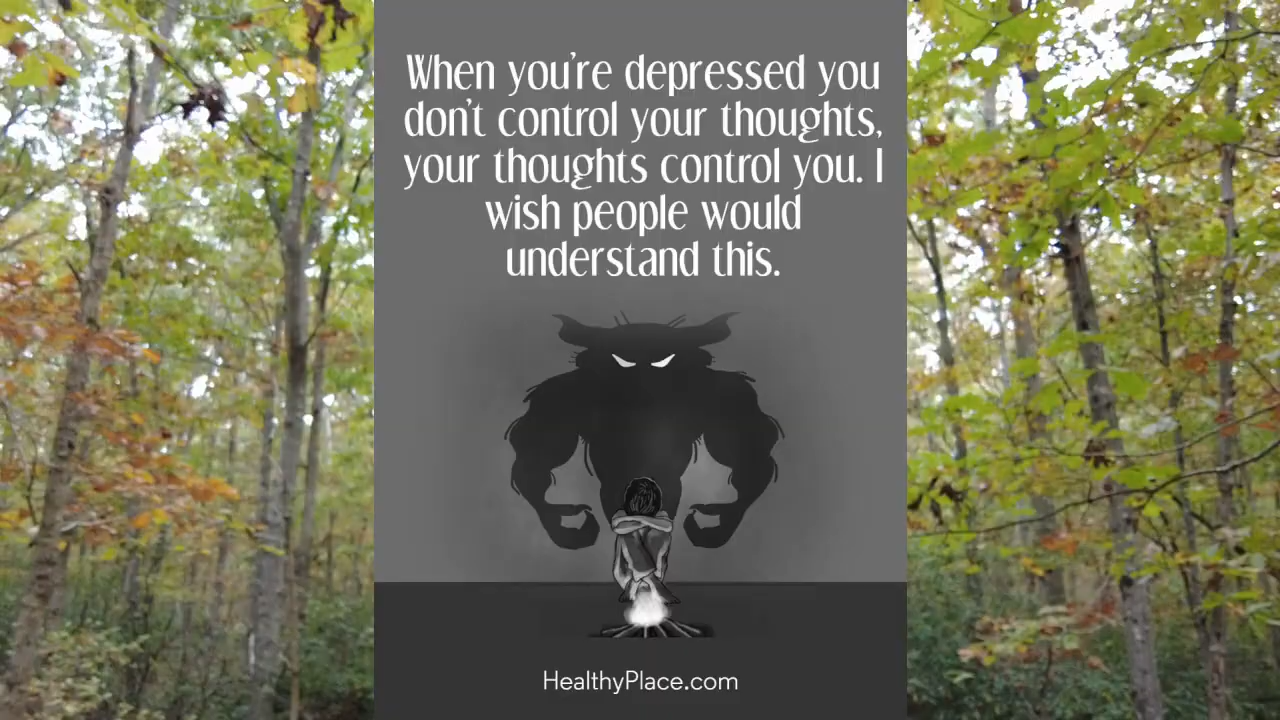 When you're depressed you
don't control your thoughts,
your thoughts control you. I
wish people would
understand this.
HealthyPlace.com